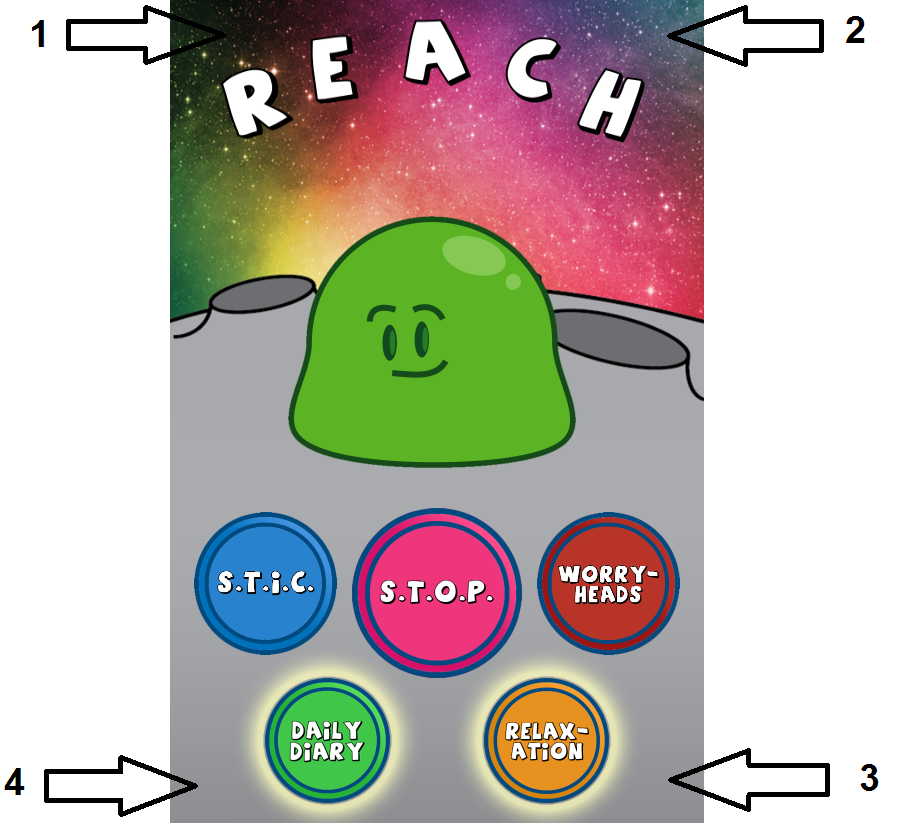 1
2
REACH
S.T.i.C.
S.T.O.P.
WORRY-
HEADS
DAiLY
DiARY
RELAX-
ATiON
4
3